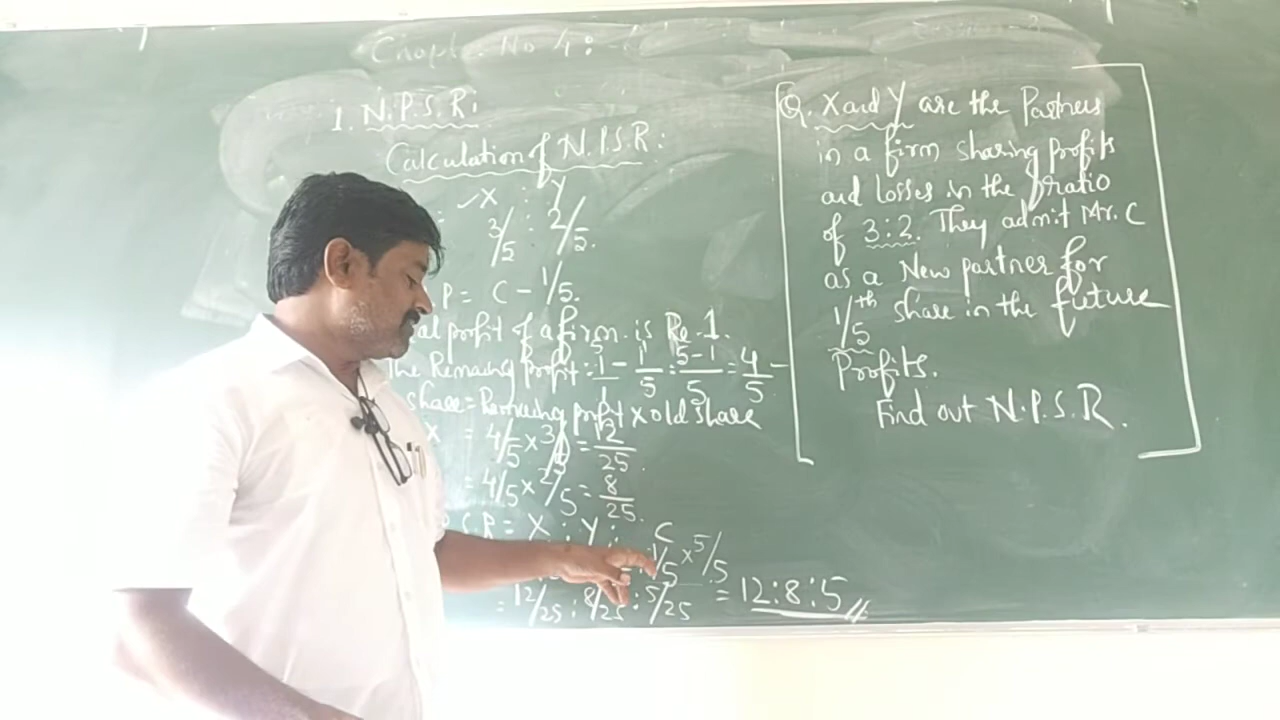 Chapter No 4:
1. N.P.S.R:
Calculation of N.P.S.R:
: ✓X : Y
3/5 : 2/5.
P = C - 1/5.
al profit of a firm is Re.1.
The Remaing Profit = 1/1 - 1/5 = 5-1/5 = 4/5 -
share = Remaing profit x old share
X = 4/5 x 3/5 = 12/25.
= 4/5 x 2/5 = 8/25.
S.R = X : Y : C
: 1/5 x 5/5
= 12/25 : 8/25 : 5/25 = 12:8:5
Q. X and Y are the Partners
in a firm sharing profits
and losses in the ratio
of 3:2. They admit Mr. C
as a New partner for
1/5th share in the future
Profits.
Find out N.P.S.R.